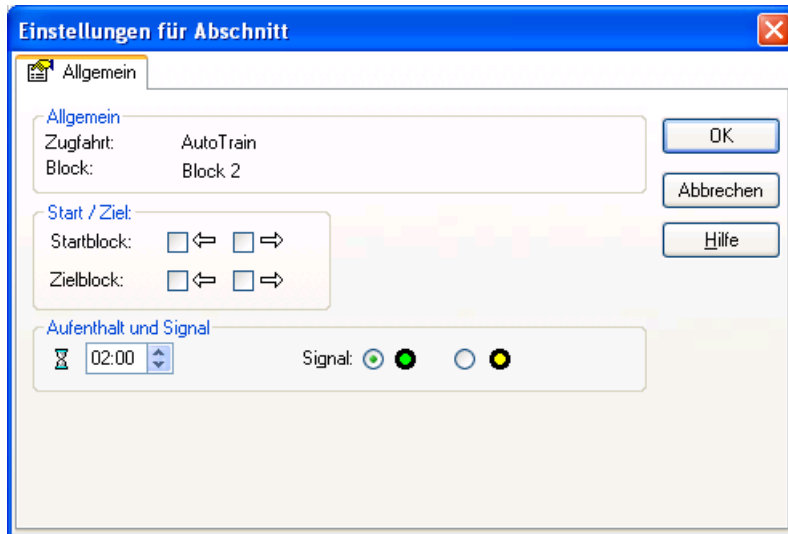 Einstellungen für Abschnitt
Allgemein
Allgemein
Zugfahrt: AutoTrain
Block: Block 2
Start / Ziel:
Startblock:
Zielblock:
Aufenthalt und Signal
02:00 Signal:
OK
Abbrechen
Hilfe